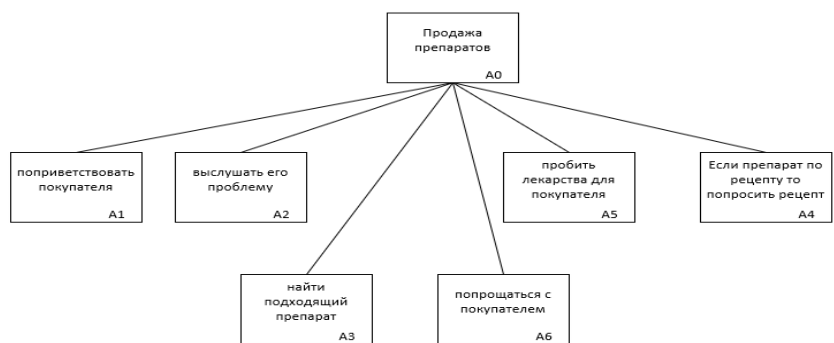 Продажа
препаратов
A0
поприветствовать
покупателя
A1
выслушать его
проблему
A2
пробить
лекарства для
покупателя
A5
Если препарат по
рецепту то
попросить рецепт
A4
найти
подходящий
препарат
A3
попрощаться с
покупателем
A6